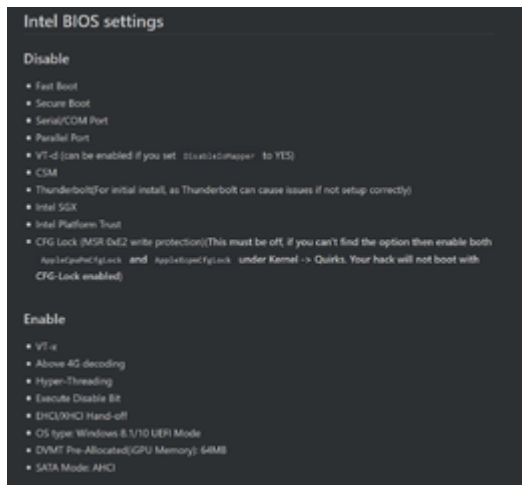 Intel BIOS settings
Disable
• Fast Boot
• Secure Boot
• Serial/COM Port
• Parallel Port
• VT-d (can be enabled if you set DisableIoMapper to YES)
• CSM
• Thunderbolt(For initial install, as Thunderbolt can cause issues if not setup correctly)
• Intel SGX
• Intel Platform Trust
• CFG Lock (MSR 0xE2 write protection)(This must be off, if you can't find the option then enable both
AppleCpuPmCfgLock and AppleXcpmCfgLock under Kernel -> Quirks. Your hack will not boot with
CFG-Lock enabled)
Enable
• VT-x
• Above 4G decoding
• Hyper-Threading
• Execute Disable Bit
• EHCI/XHCI Hand-off
• OS type: Windows 8.1/10 UEFI Mode
• DVMT Pre-Allocated(iGPU Memory): 64MB
• SATA Mode: AHCI